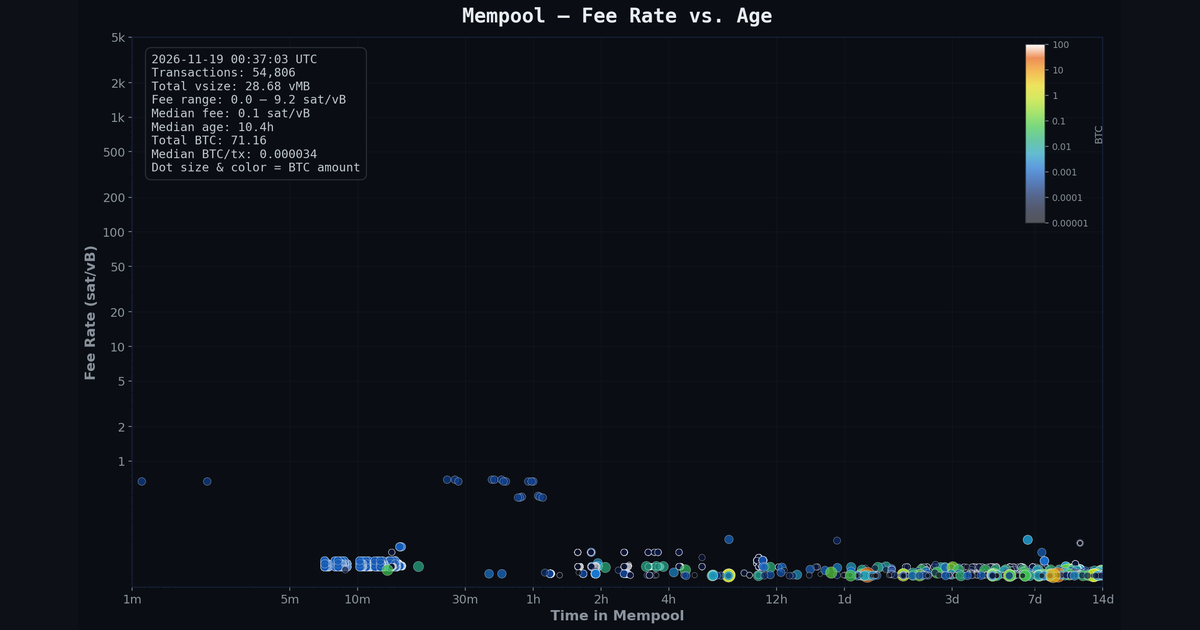 Mempool — Fee Rate vs. Age
2026-11-19 00:37:03 UTC
Transactions: 54,806
Total vsize: 28.68 vMB
Fee range: 0.0 — 9.2 sat/vB
Median fee: 0.1 sat/vB
Median age: 10.4h
Total BTC: 71.16
Median BTC/tx: 0.000034
Dot size & color = BTC amount
100
10
1
0.1
0.01
0.001
0.0001
0.00001
BTC
Fee Rate (sat/vB)
5k
2k
1k
500
200
100
50
20
10
5
2
1
1m 5m 10m 30m 1h 2h 4h 12h 1d 3d 7d 14d
Time in Mempool